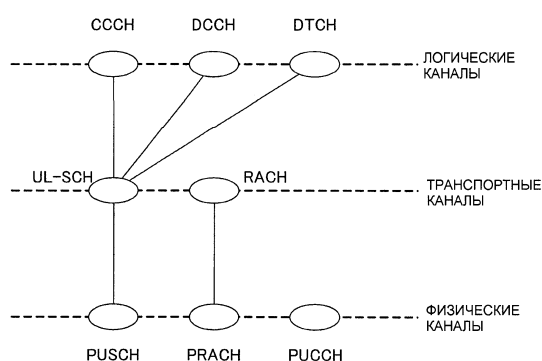 CCCH DCCH DTCH
ЛОГИЧЕСКИЕ
КАНАЛЫ
UL-SCH RACH
ТРАНСПОРТНЫЕ
КАНАЛЫ
ФИЗИЧЕСКИЕ
КАНАЛЫ
PUSCH PRACH PUCCH